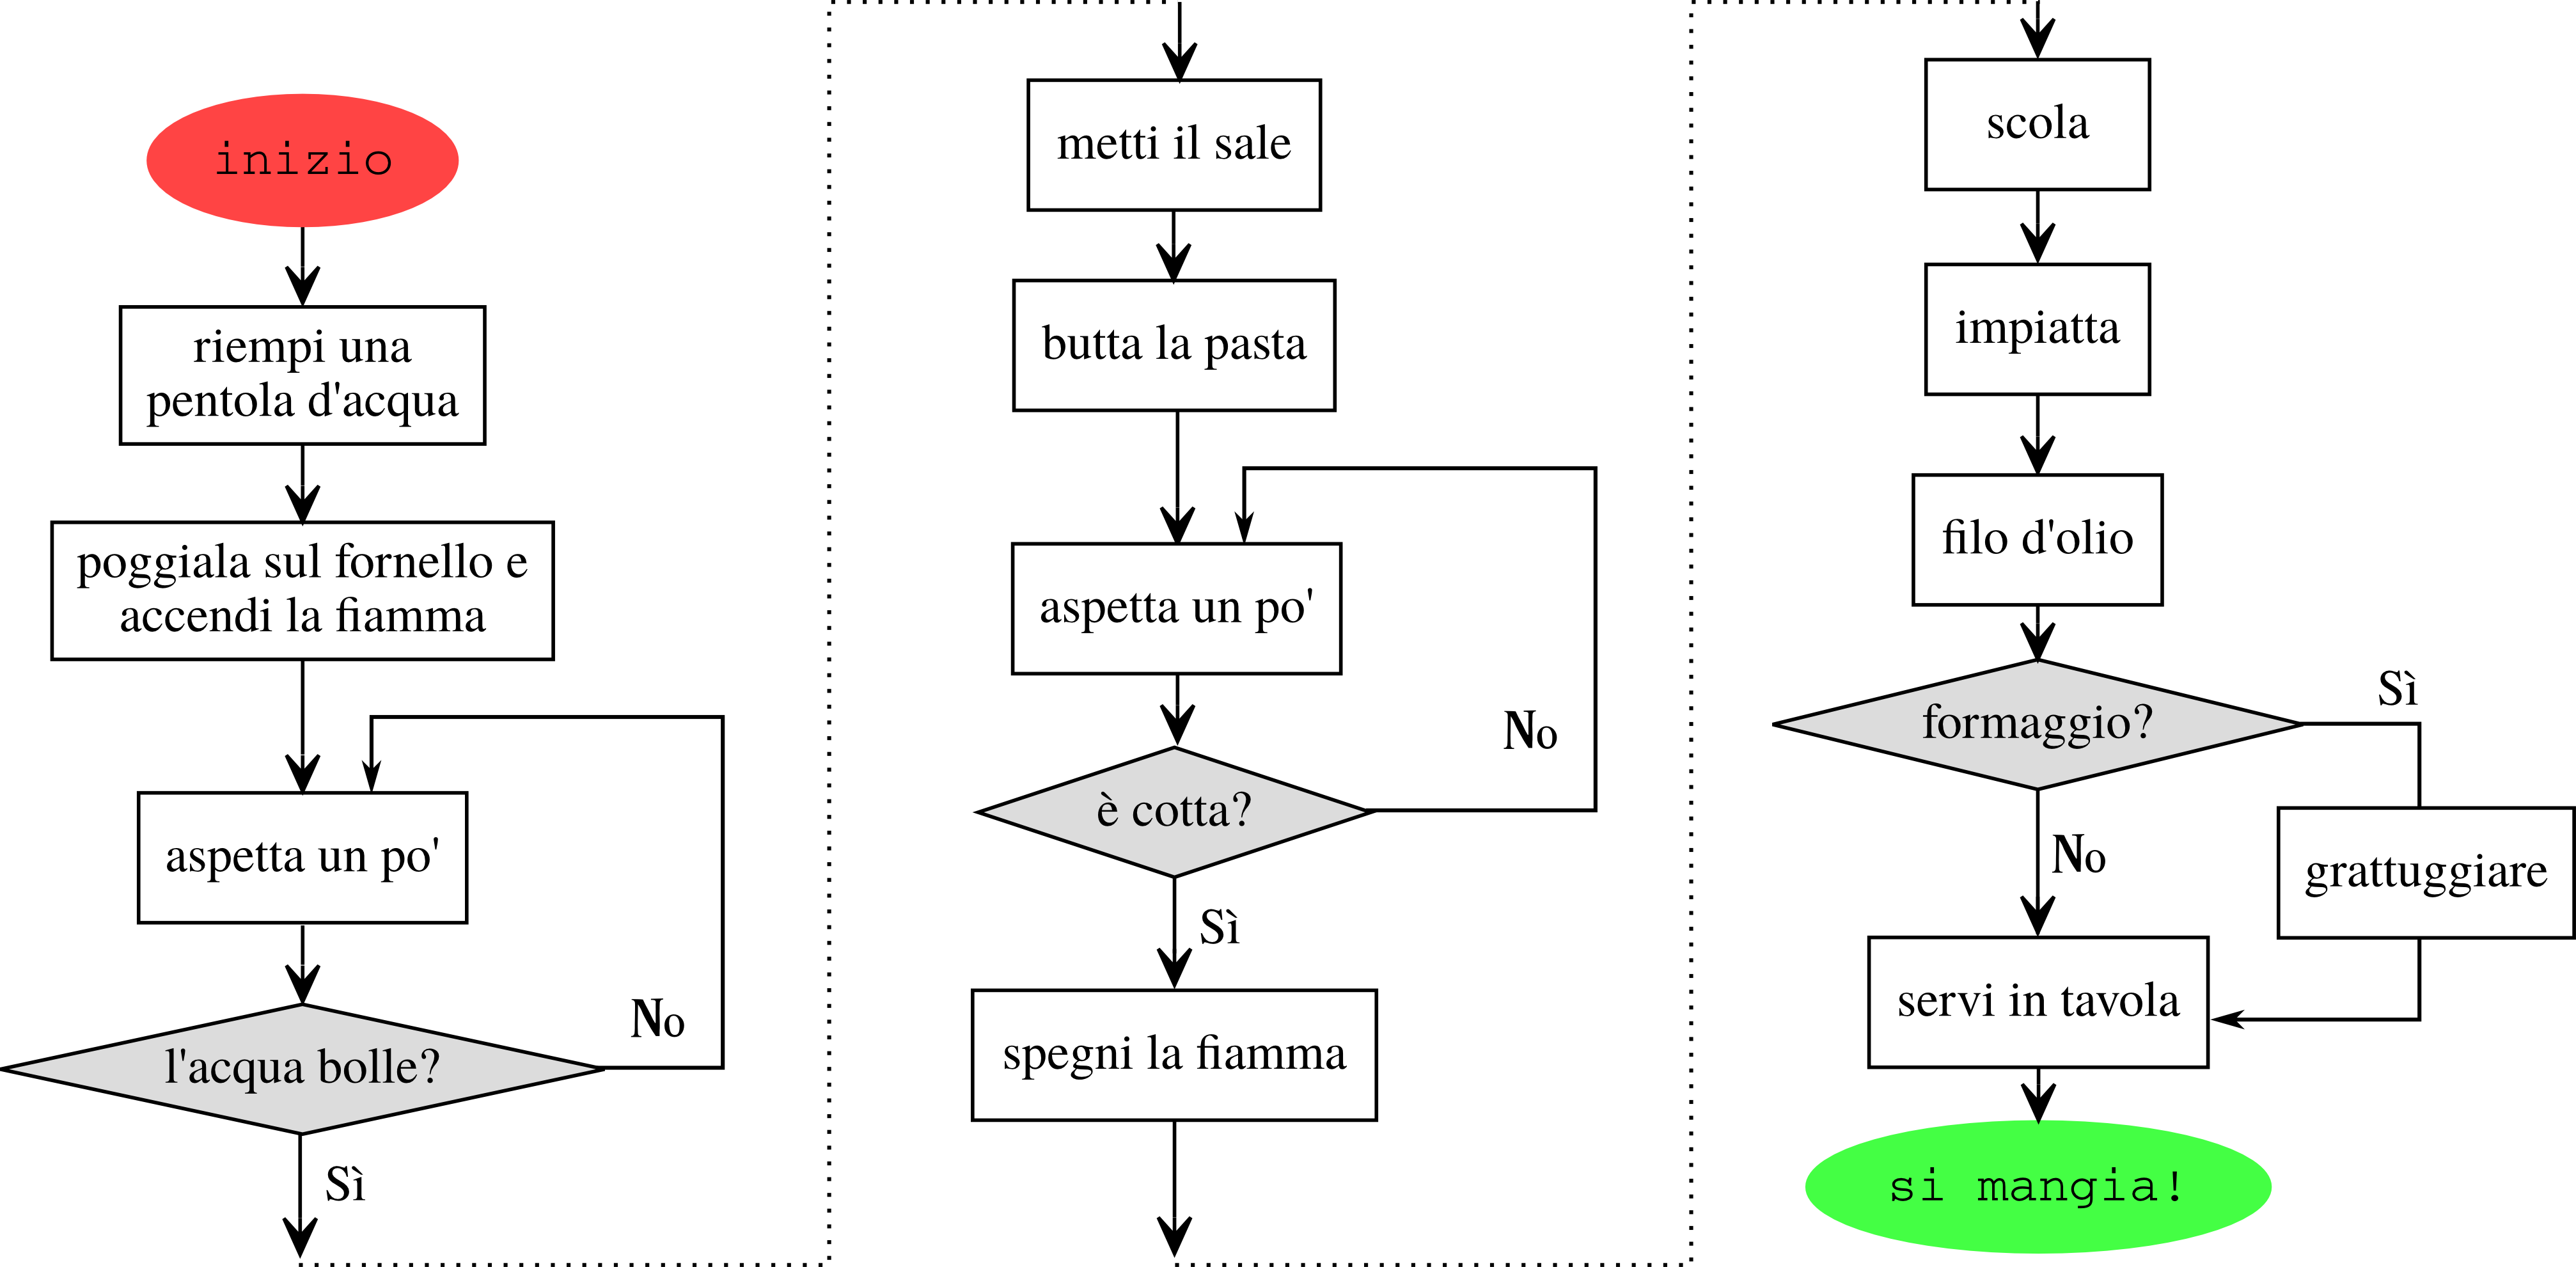 inizio
riempi una
pentola d'acqua
poggiala sul fornello e
accendi la fiamma
aspetta un po'
l'acqua bolle?
No
Sì
metti il sale
butta la pasta
aspetta un po'
è cotta?
No
Sì
spegni la fiamma
scola
impiatta
filo d'olio
formaggio?
Sì
No
grattuggiare
servi in tavola
si mangia!